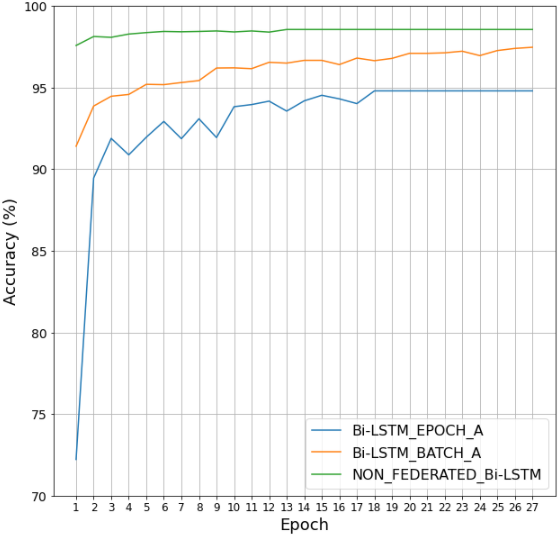 100
95
90
85
80
75
70
Accuracy (%)
Bi-LSTM_EPOCH_A
Bi-LSTM_BATCH_A
NON_FEDERATED_Bi-LSTM
1 2 3 4 5 6 7 8 9 10 11 12 13 14 15 16 17 18 19 20 21 22 23 24 25 26 27
Epoch